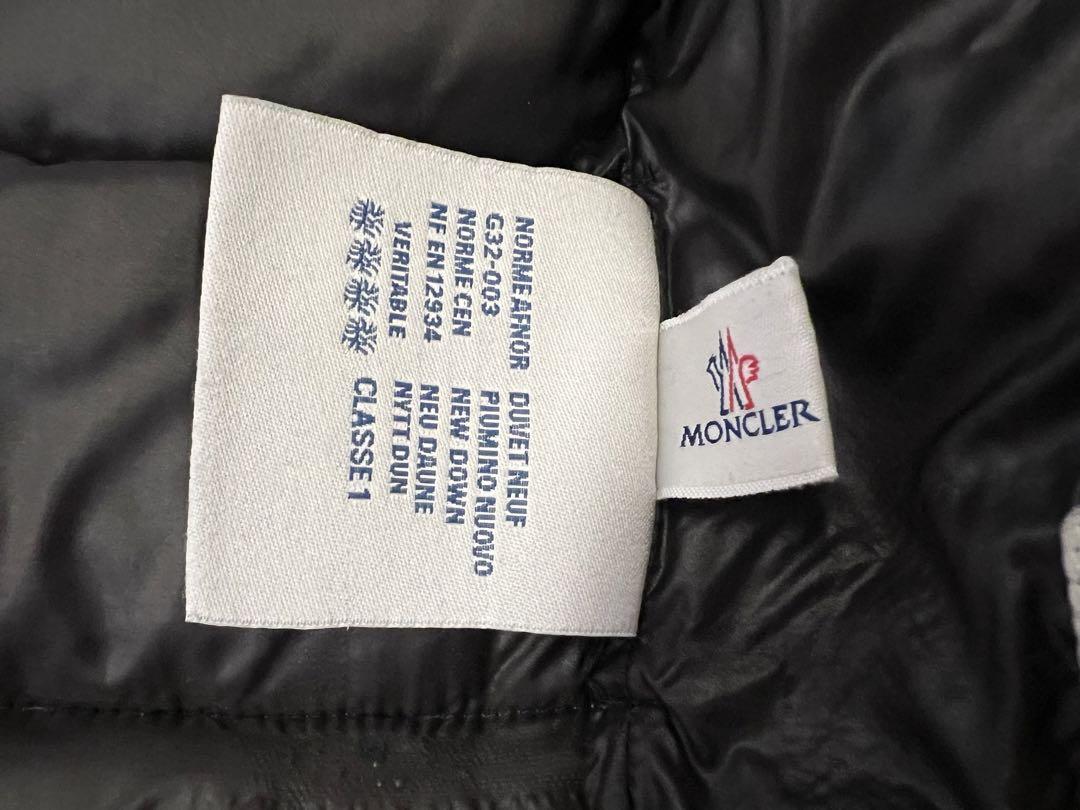 NORME AFNOR
G32-003
NORME CEN
NF EN 12934
VERITABLE
DUVET NEUF
PIUMINO NUOVO
NEW DOWN
NEU DAUNE
NYTT DUN
CLASSE 1
MONCLER